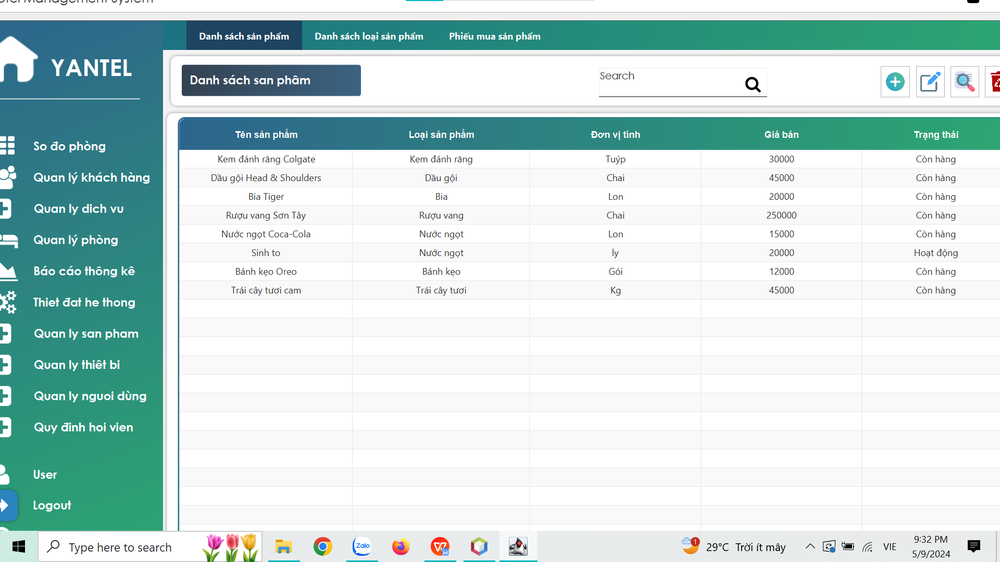 YANTEL
So đo phòng
Quan lý khách hàng
Quan ly dich vu
Quan lý phòng
Báo cáo thông kê
Thiet đat he thong
Quan ly san pham
Quan ly thiêt bi
Quan ly nguoi dùng
Quy đinh hoi vien
User
Logout
Danh sách sản phẩm Danh sách loại sản phẩm Phiếu mua sản phẩm
Danh sách san phâm
Search
Tên sản phẩm Loại sản phẩm Đơn vị tính Giá bán Trạng thái
Kem đánh răng Colgate Kem đánh răng Tuýp 30000 Còn hàng
Dầu gội Head & Shoulders Dầu gội Chai 45000 Còn hàng
Bia Tiger Bia Lon 20000 Còn hàng
Rượu vang Sơn Tây Rượu vang Chai 250000 Còn hàng
Nước ngọt Coca-Cola Nước ngọt Lon 15000 Còn hàng
Sinh to Nước ngọt ly 20000 Hoạt động
Bánh kẹo Oreo Bánh kẹo Gói 12000 Còn hàng
Trái cây tươi cam Trái cây tươi Kg 45000 Còn hàng
Type here to search
Zalo
W
1
29°C Trời ít mây
VIE
9:32 PM
5/9/2024